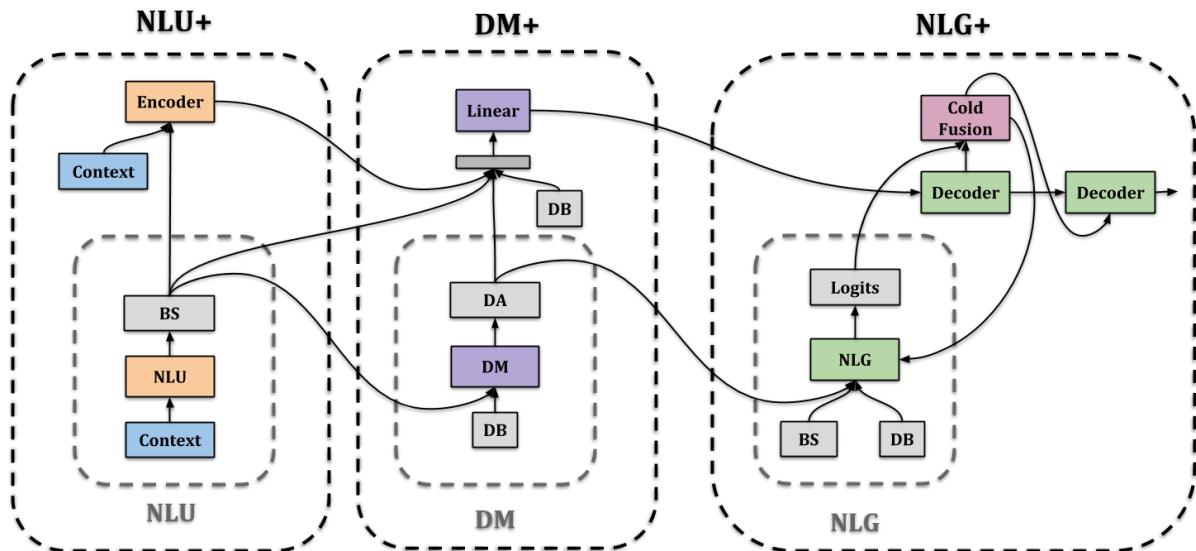 NLU+
DM+
NLG+
Encoder
Context
BS
NLU
Context
NLU
Linear
DB
DA
DM
DB
DM
Cold
Fusion
Decoder
Decoder
Logits
NLG
BS
DB
NLG